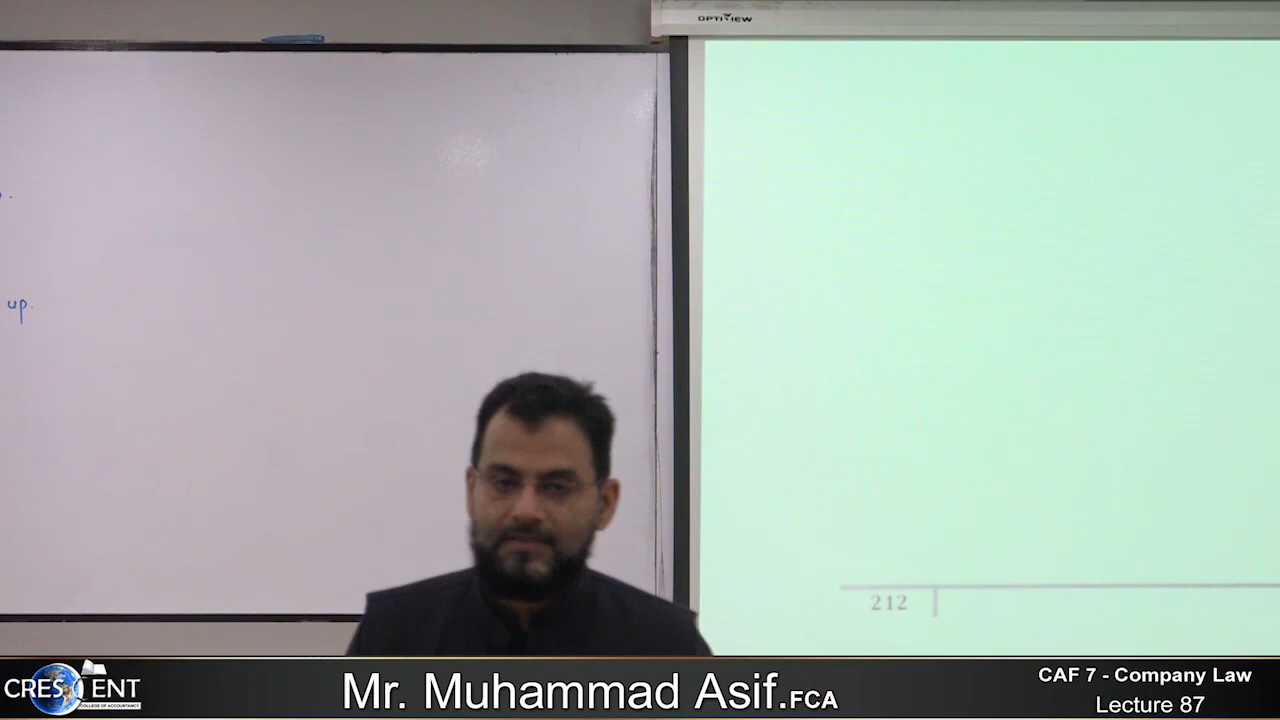 OPTIVIEW
up.
212
CRESCENT
COLLEGE OF ACCOUNTANCY
Mr. Muhammad Asif.FCA
CAF 7 - Company Law
Lecture 87